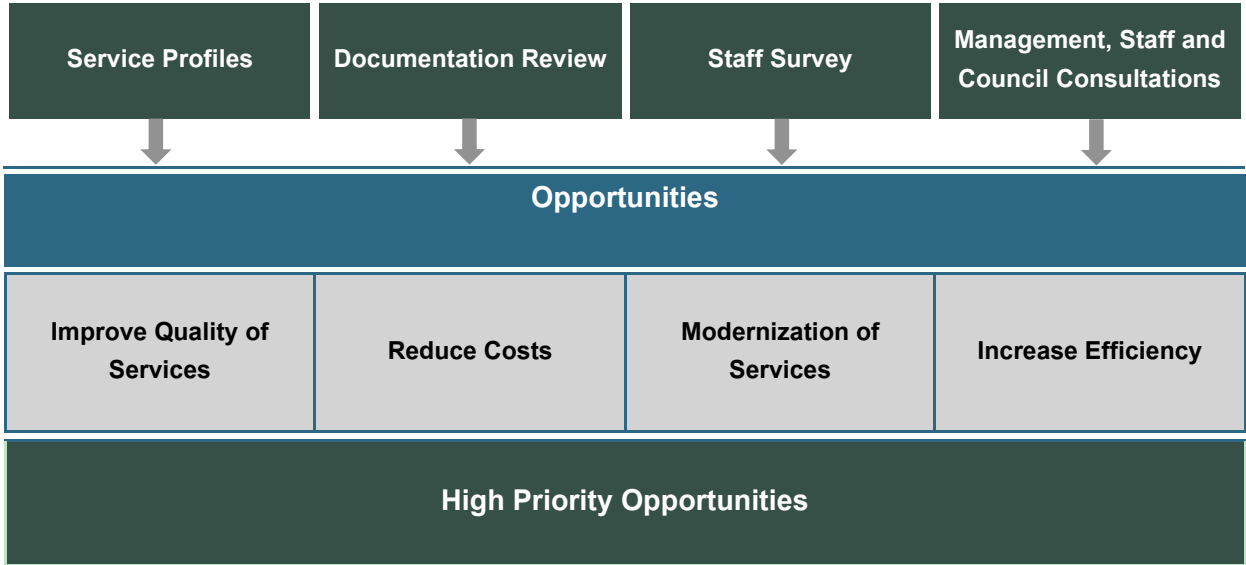 Service Profiles
Documentation Review
Staff Survey
Management, Staff and
Council Consultations
Opportunities
Improve Quality of
Services
Reduce Costs
Modernization of
Services
Increase Efficiency
High Priority Opportunities